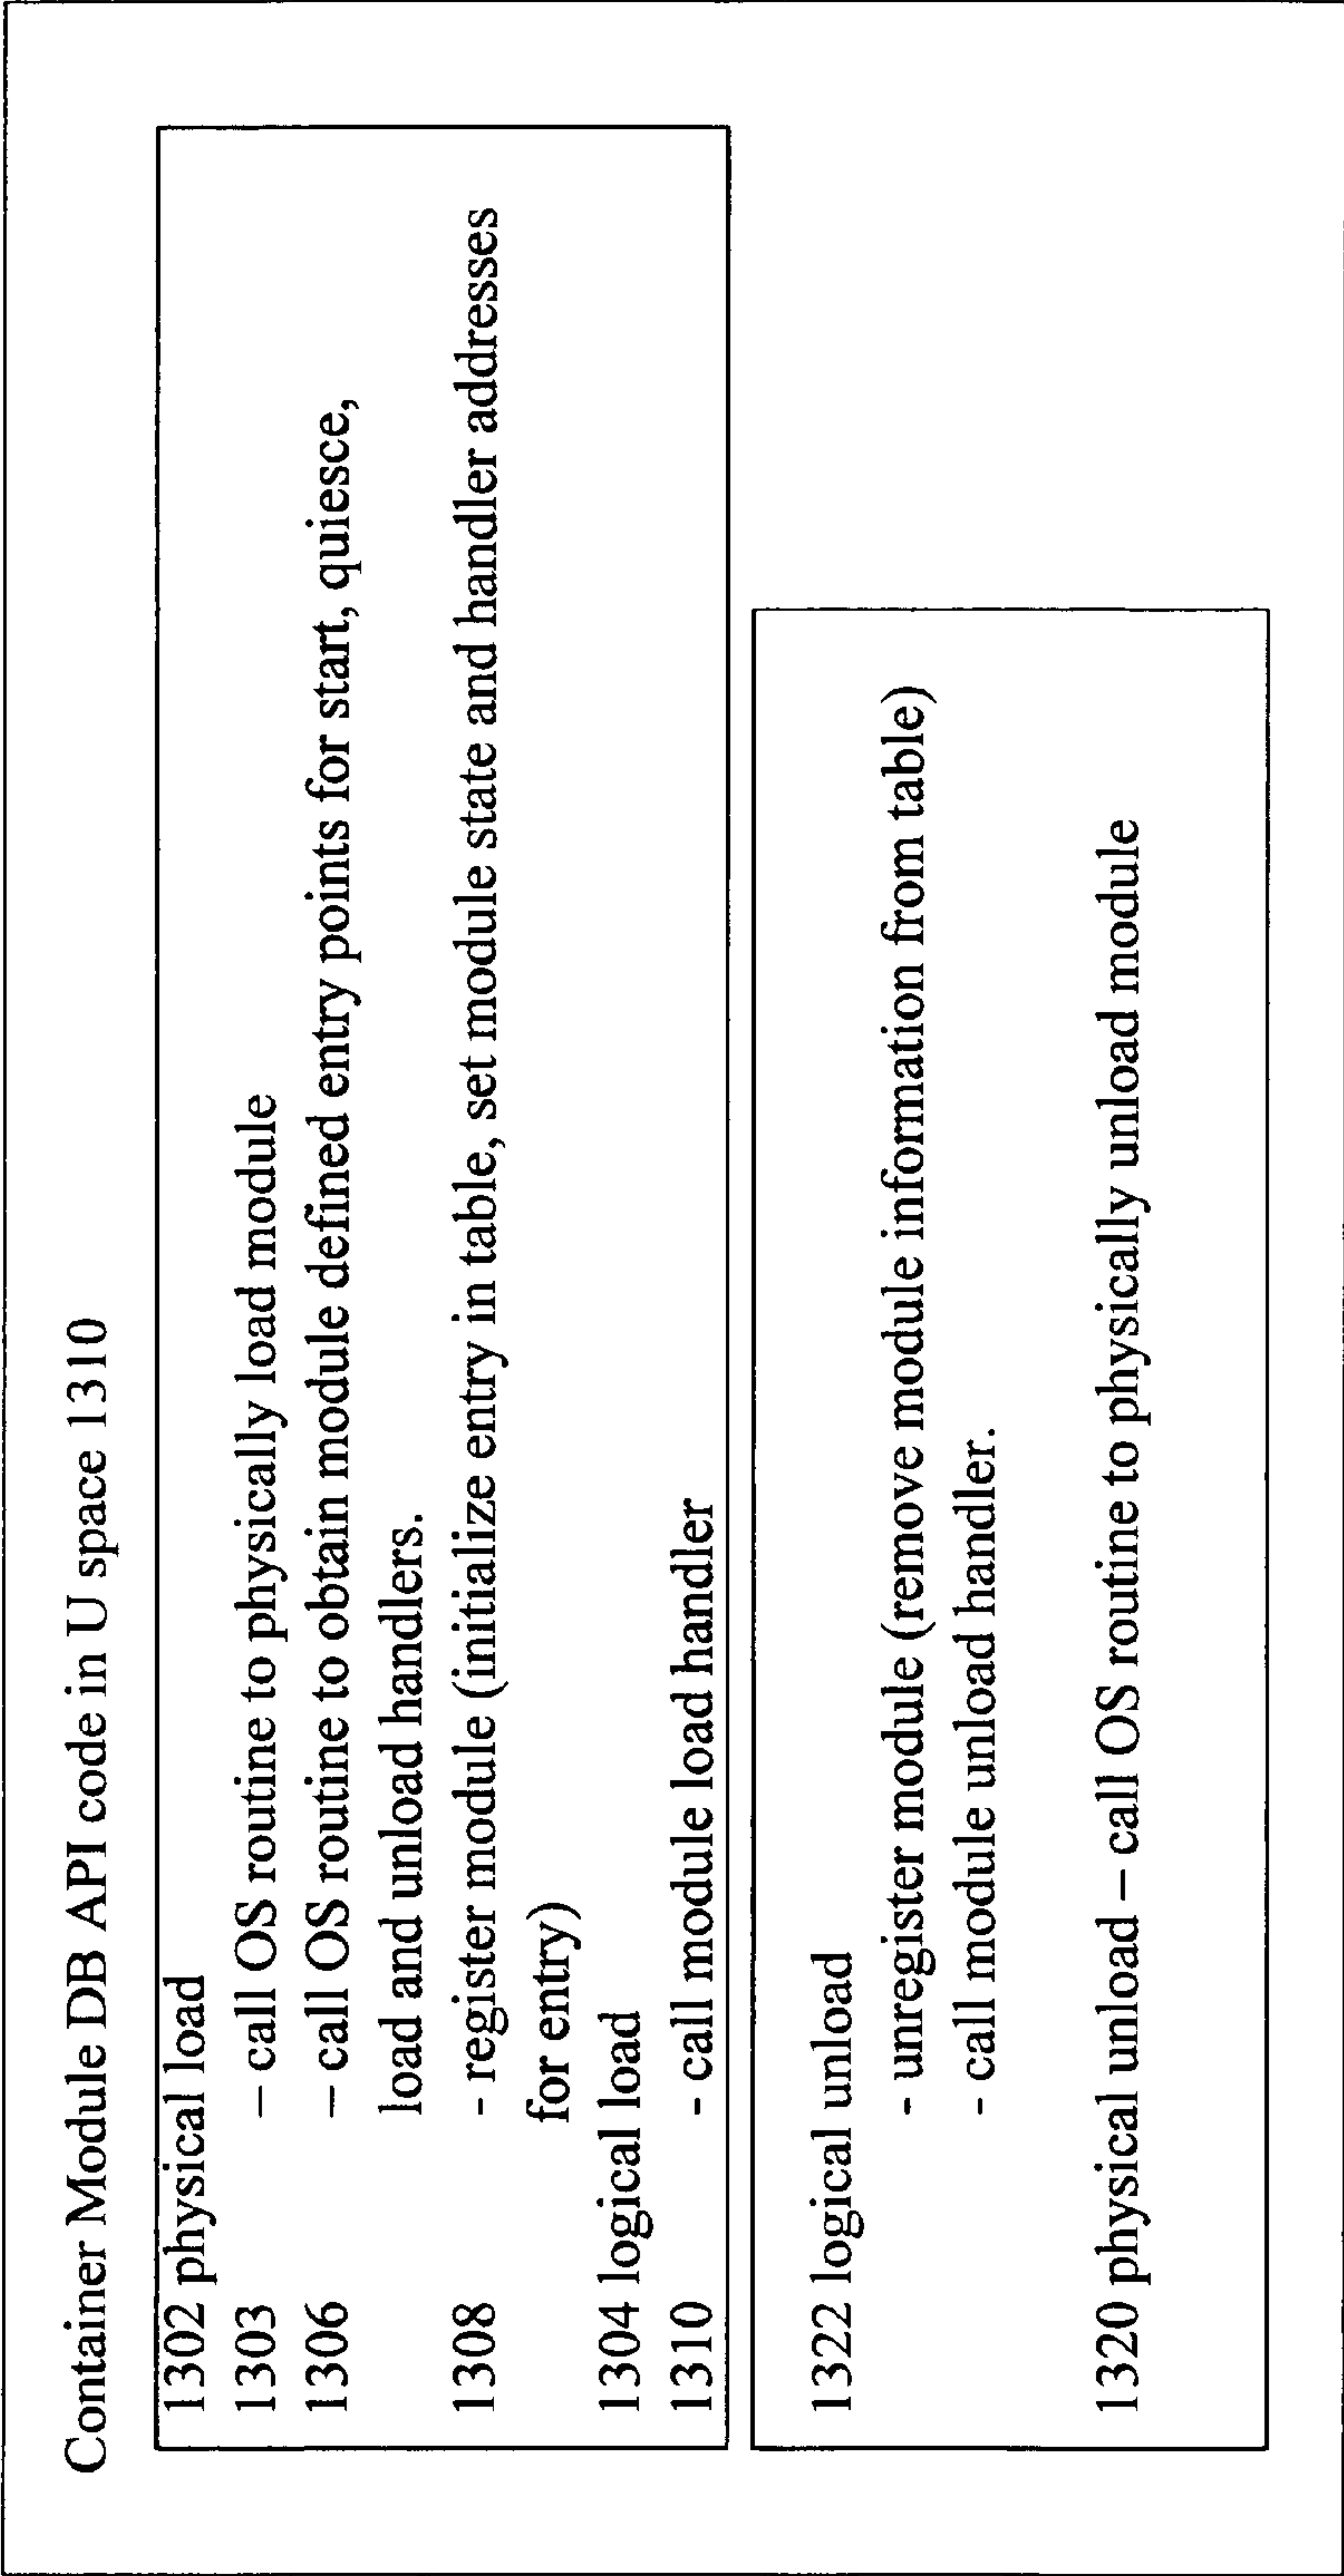 Container Module DB API code in U space 1310
1302 physical load
1303 – call OS routine to physically load module
1306 – call OS routine to obtain module defined entry points for start, quiesce,
load and unload handlers.
1308 - register module (initialize entry in table, set module state and handler addresses
for entry)
1304 logical load
1310 - call module load handler
1322 logical unload
- unregister module (remove module information from table)
- call module unload handler.
1320 physical unload – call OS routine to physically unload module